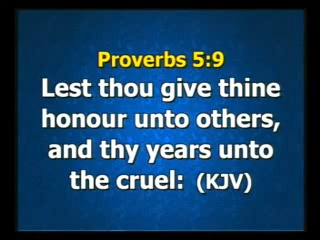 Proverbs 5:9
Lest thou give thine
honour unto others,
and thy years unto
the cruel: (KJV)